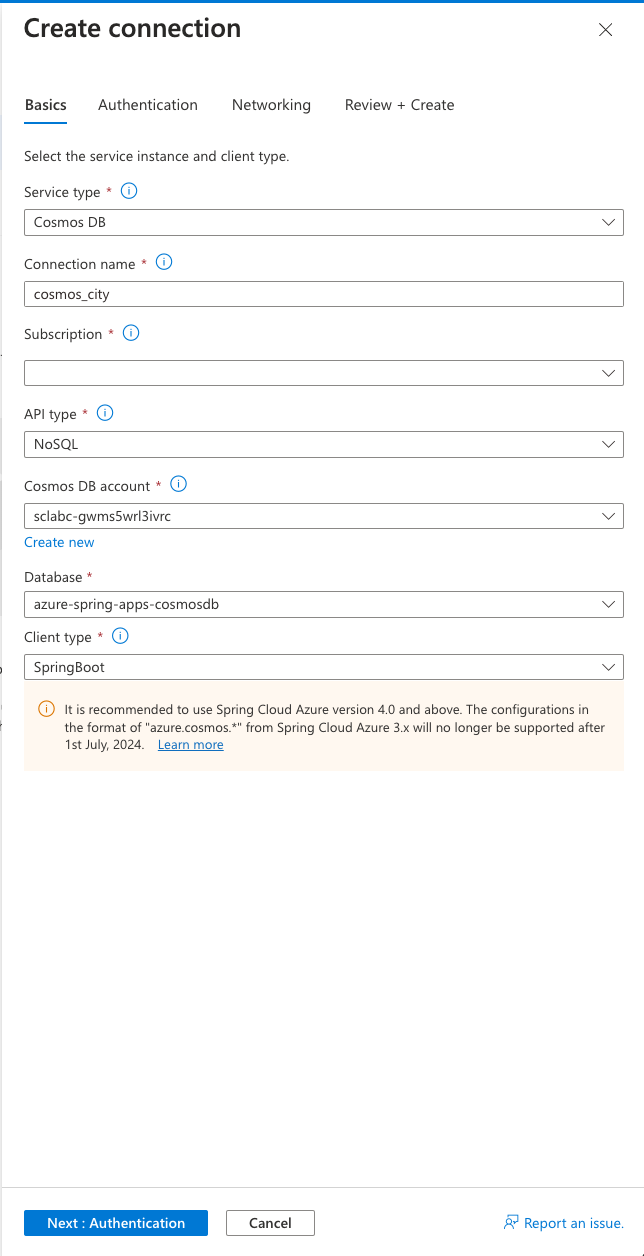 Create connection
Basics Authentication Networking Review + Create
Select the service instance and client type.
Service type *
Cosmos DB
Connection name *
cosmos_city
Subscription *
API type *
NoSQL
Cosmos DB account *
sclabc-gwms5wrl3ivrc
Create new
Database *
azure-spring-apps-cosmosdb
Client type *
SpringBoot
It is recommended to use Spring Cloud Azure version 4.0 and above. The configurations in
the format of "azure.cosmos.*" from Spring Cloud Azure 3.x will no longer be supported after
1st July, 2024. Learn more
Next : Authentication Cancel Report an issue.